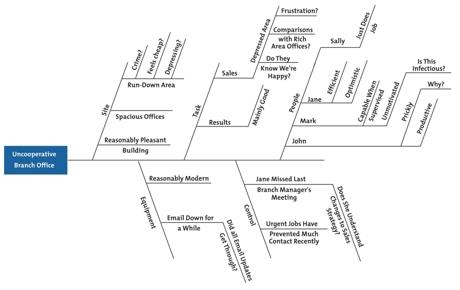 Uncooperative
Branch Office
Site
Crime?
Feels cheap?
Depressing?
Run-Down Area
Spacious Offices
Reasonably Pleasant
Building
Task
Sales
Depressed Area
Frustration?
Comparisons
with Rich
Area Offices?
Do They
Know We're
Happy?
Results
Mainly Good
People
Sally
Just Does
Job
Jane
Efficient
Optimistic
Mark
Capable When
Supervised
Unmotivated
Is This
Infectious?
John
Prickly
Why?
Productive
Equipment
Reasonably Modern
Email Down for
a While
Did all Email Updates
Get Through?
Control
Jane Missed Last
Branch Manager's
Meeting
Does She Understand
Changes to Sales
Strategy?
Urgent Jobs Have
Prevented Much
Contact Recently